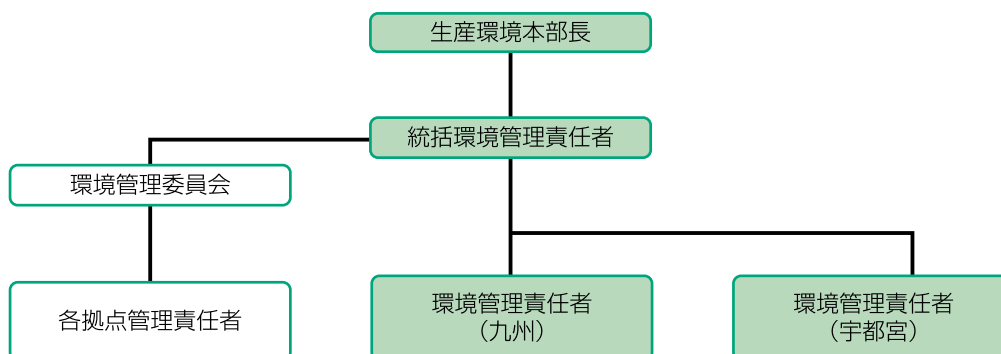 生産環境本部長
統括環境管理責任者
環境管理委員会
各拠点管理責任者
環境管理責任者
（九州）
環境管理責任者
（宇都宮）